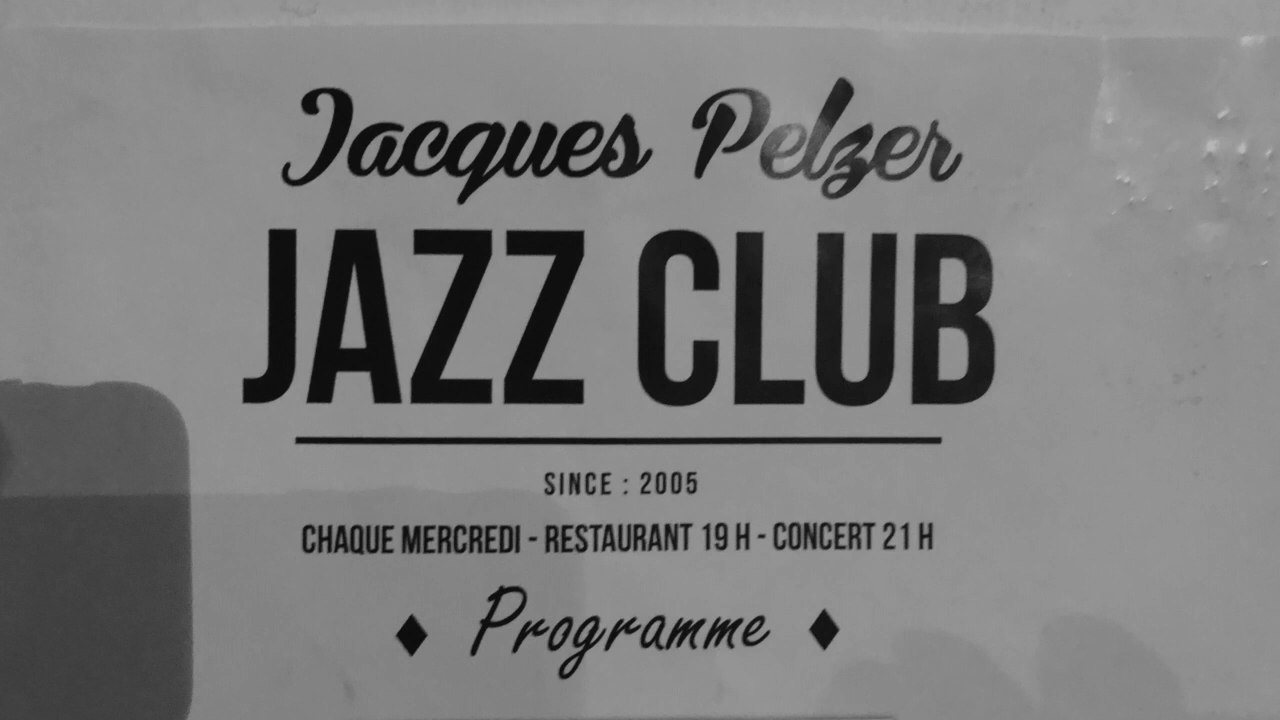 Jacques Pelzer
JAZZ CLUB
SINCE : 2005
CHAQUE MERCREDI - RESTAURANT 19 H - CONCERT 21 H
♦ Programme ♦